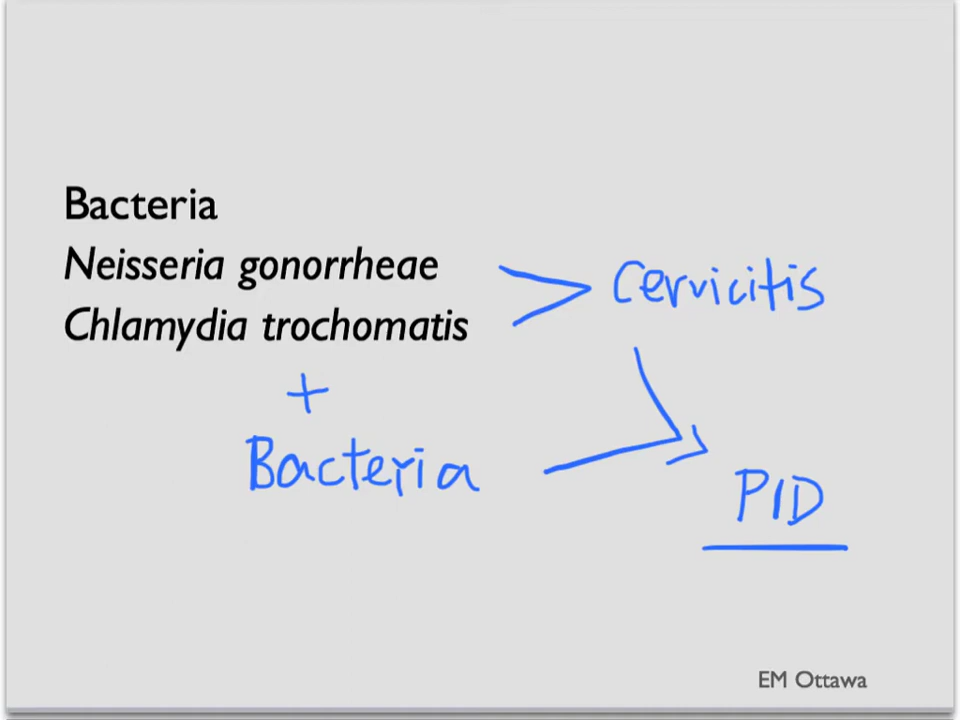 Bacteria
Neisseria gonorrheae
Chlamydia trochomatis
Cervicitis
+
Bacteria
PID
EM Ottawa